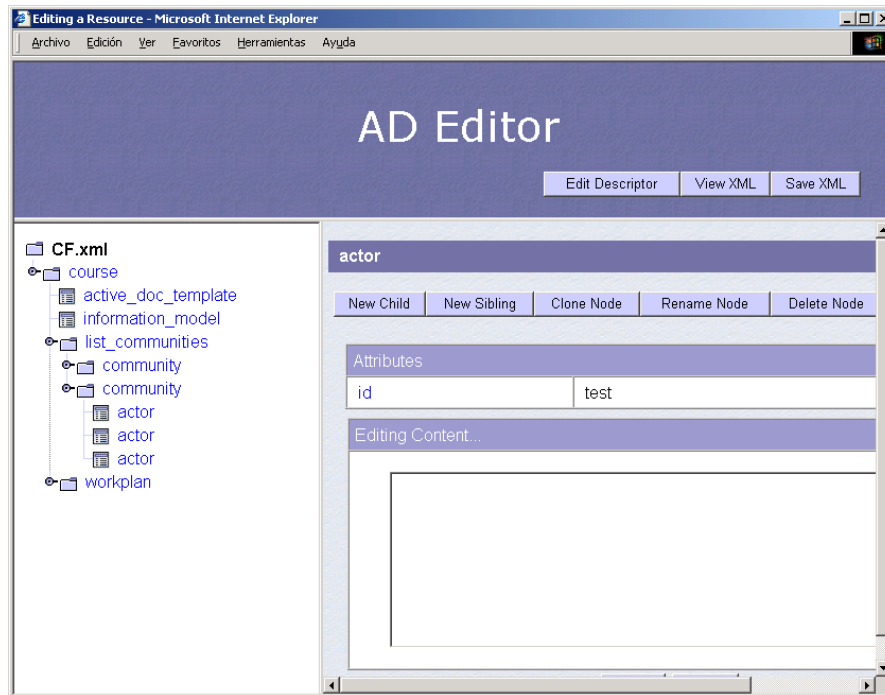 Editing a Resource - Microsoft Internet Explorer
Archivo Edición Ver Favoritos Herramientas Ayuda
AD Editor
Edit Descriptor View XML Save XML
CF.xml
course
active_doc_template
information_model
list_communities
community
community
actor
actor
actor
workplan
actor
New Child New Sibling Clone Node Rename Node Delete Node
Attributes
id test
Editing Content...